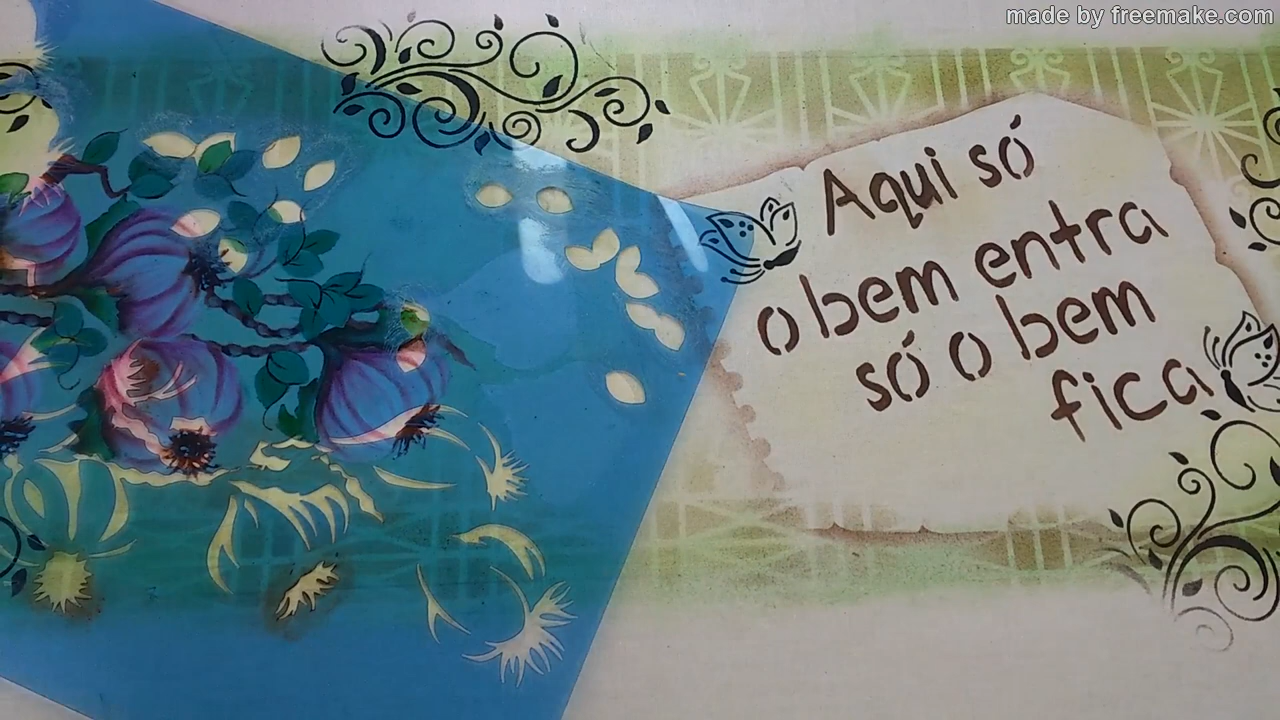 made by freemake.com
Aqui só
o bem entra
só o bem
fica